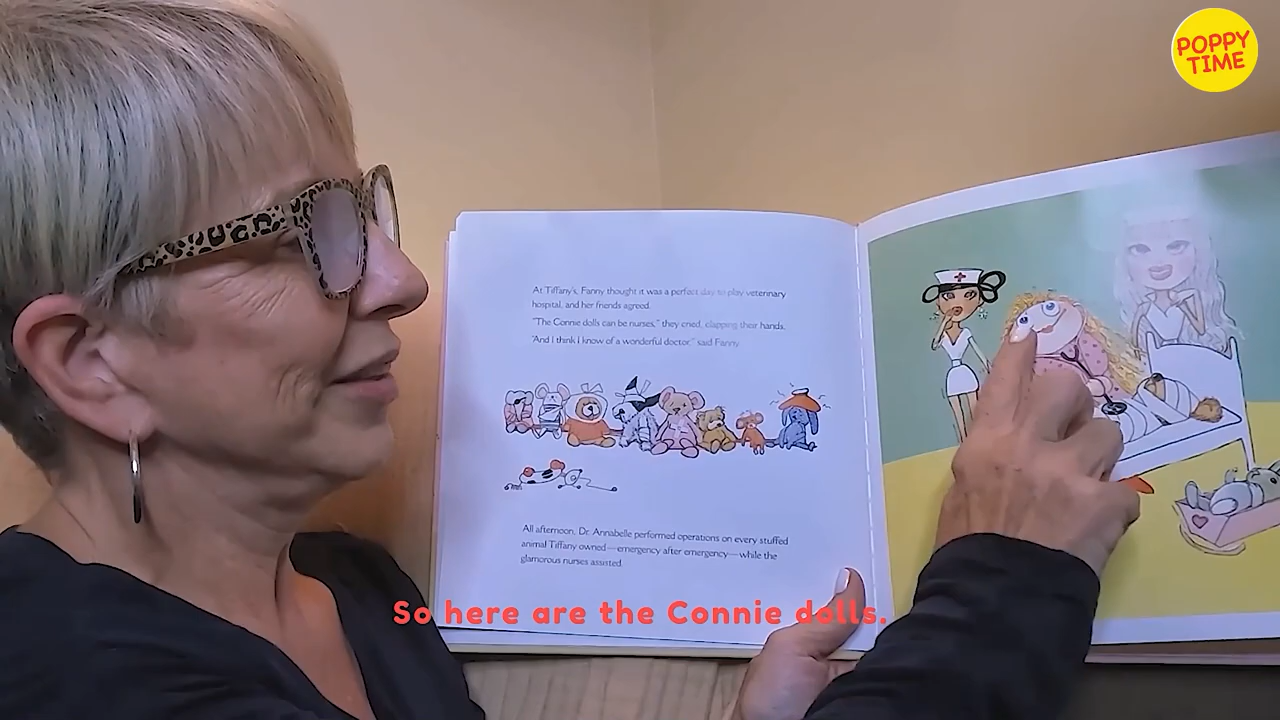 POPPY
TIME
At Tiffany's, Fanny thought it was a perfect day to play veterinary
hospital, and her friends agreed.
"The Connie dolls can be nurses," they cried, clapping their hands.
"And I think I know of a wonderful doctor," said Fanny.
All afternoon, Dr. Annabelle performed operations on every stuffed
animal Tiffany owned—emergency after emergency—while the
glamorous nurses assisted.
So here are the Connie dolls.